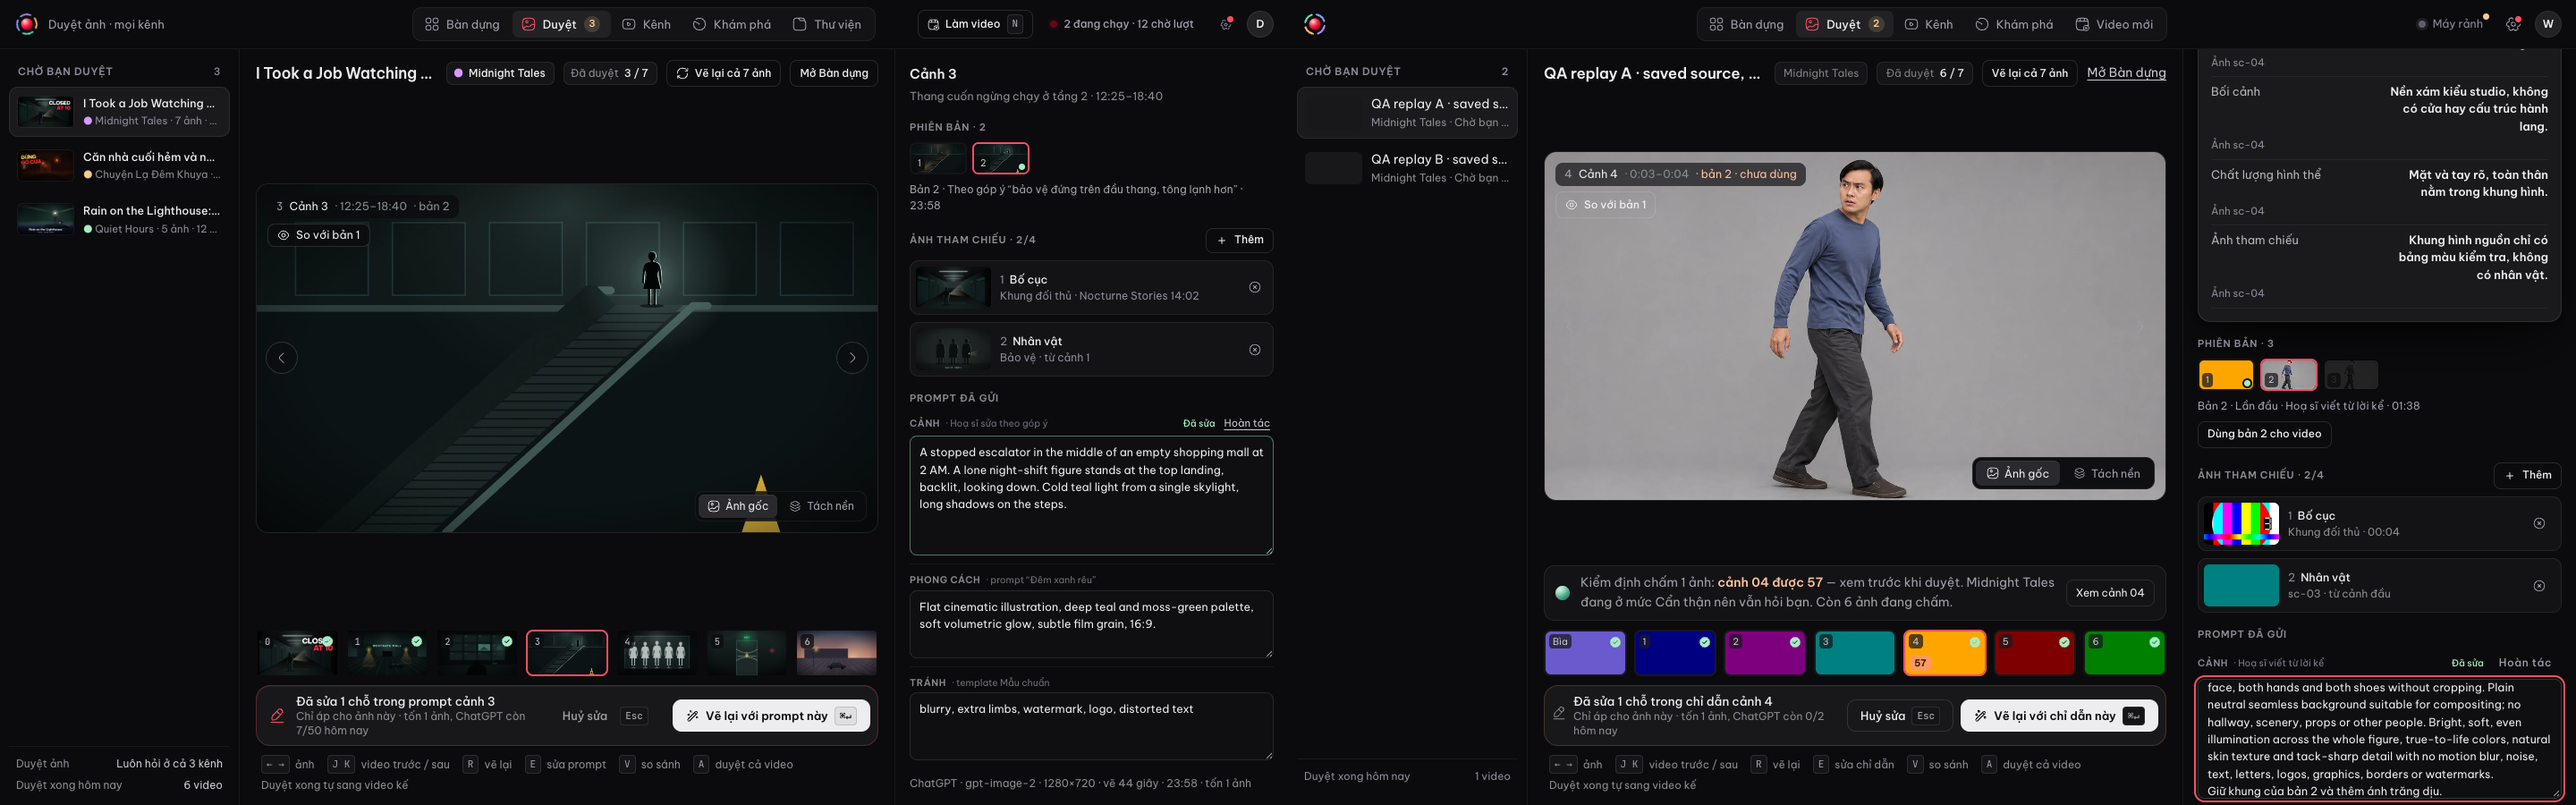 Duyệt ảnh · mọi kênh
Bàn dựng
Duyệt 3
Kênh
Khám phá
Thư viện
Làm video N
2 đang chạy · 12 chờ lượt
D
CHỜ BẠN DUYỆT 3
I Took a Job Watching ...
Midnight Tales · 7 ảnh · ...
Căn nhà cuối hẻm và n...
Chuyện Lạ Đêm Khuya ·...
Rain on the Lighthouse:...
Quiet Hours · 5 ảnh · 12 ...
Duyệt ảnh Luôn hỏi ở cả 3 kênh
Duyệt xong hôm nay 6 video
I Took a Job Watching ...
Midnight Tales
Đã duyệt 3 / 7
Vẽ lại cả 7 ảnh
Mở Bàn dựng
3 Cảnh 3 · 12:25–18:40 · bản 2
So với bản 1
Ảnh gốc
Tách nền
0
1
2
3
4
5
6
Đã sửa 1 chỗ trong prompt cảnh 3
Chỉ áp cho ảnh này · tốn 1 ảnh, ChatGPT còn
7/50 hôm nay
Huỷ sửa Esc
Vẽ lại với prompt này ⌘↵
← → ảnh J K video trước / sau R vẽ lại E sửa prompt V so sánh A duyệt cả video
Duyệt xong tự sang video kế
Cảnh 3
Thang cuốn ngừng chạy ở tầng 2 · 12:25–18:40
PHIÊN BẢN · 2
1
2
Bản 2 · Theo góp ý “bảo vệ đứng trên đầu thang, tông lạnh hơn” ·
23:58
ẢNH THAM CHIẾU · 2/4
+ Thêm
1 Bố cục
Khung đối thủ · Nocturne Stories 14:02
2 Nhân vật
Bảo vệ · từ cảnh 1
PROMPT ĐÃ GỬI
CẢNH · Hoạ sĩ sửa theo góp ý Đã sửa Hoàn tác
A stopped escalator in the middle of an empty shopping mall at
2 AM. A lone night-shift figure stands at the top landing,
backlit, looking down. Cold teal light from a single skylight,
long shadows on the steps.
PHONG CÁCH · prompt “Đêm xanh rêu”
Flat cinematic illustration, deep teal and moss-green palette,
soft volumetric glow, subtle film grain, 16:9.
TRÁNH · template Mẫu chuẩn
blurry, extra limbs, watermark, logo, distorted text
ChatGPT · gpt-image-2 · 1280×720 · vẽ 44 giây · 23:58 · tốn 1 ảnh
Bàn dựng
Duyệt 2
Kênh
Khám phá
Video mới
Máy rảnh
W
CHỜ BẠN DUYỆT 2
QA replay A · saved s...
Midnight Tales · Chờ bạn ...
QA replay B · saved s...
Midnight Tales · Chờ bạn ...
Duyệt xong hôm nay 1 video
QA replay A · saved source, ...
Midnight Tales
Đã duyệt 6 / 7
Vẽ lại cả 7 ảnh
Mở Bàn dựng
4 Cảnh 4 · 0:03–0:04 · bản 2 · chưa dùng
So với bản 1
Ảnh gốc
Tách nền
Kiểm định chấm 1 ảnh: cảnh 04 được 57 — xem trước khi duyệt. Midnight Tales
đang ở mức Cẩn thận nên vẫn hỏi bạn. Còn 6 ảnh đang chấm.
Xem cảnh 04
Bìa
1
2
3
4
57
5
6
Đã sửa 1 chỗ trong chỉ dẫn cảnh 4
Chỉ áp cho ảnh này · tốn 1 ảnh, ChatGPT còn 0/2
hôm nay
Huỷ sửa Esc
Vẽ lại với chỉ dẫn này ⌘↵
← → ảnh J K video trước / sau R vẽ lại E sửa chỉ dẫn V so sánh A duyệt cả video
Duyệt xong tự sang video kế
Ảnh sc-04
Bối cảnh Nền xám kiểu studio, không
có cửa hay cấu trúc hành
lang.
Ảnh sc-04
Chất lượng hình thể Mặt và tay rõ, toàn thân
nằm trong khung hình.
Ảnh sc-04
Ảnh tham chiếu Khung hình nguồn chỉ có
bảng màu kiểm tra, không
có nhân vật.
Ảnh sc-04
PHIÊN BẢN · 3
1
2
3
Bản 2 · Lần đầu · Hoạ sĩ viết từ lời kể · 01:38
Dùng bản 2 cho video
ẢNH THAM CHIẾU · 2/4
+ Thêm
1 Bố cục
Khung đối thủ · 00:04
2 Nhân vật
sc-03 · từ cảnh đầu
PROMPT ĐÃ GỬI
CẢNH · Hoạ sĩ viết từ lời kể Đã sửa Hoàn tác
face, both hands and both shoes without cropping. Plain
neutral seamless background suitable for compositing; no
hallway, scenery, props or other people. Bright, soft, even
illumination across the whole figure, true-to-life colors, natural
skin texture and tack-sharp detail with no motion blur, noise,
text, letters, logos, graphics, borders or watermarks.
Giữ khung của bản 2 và thêm ánh trăng dịu.